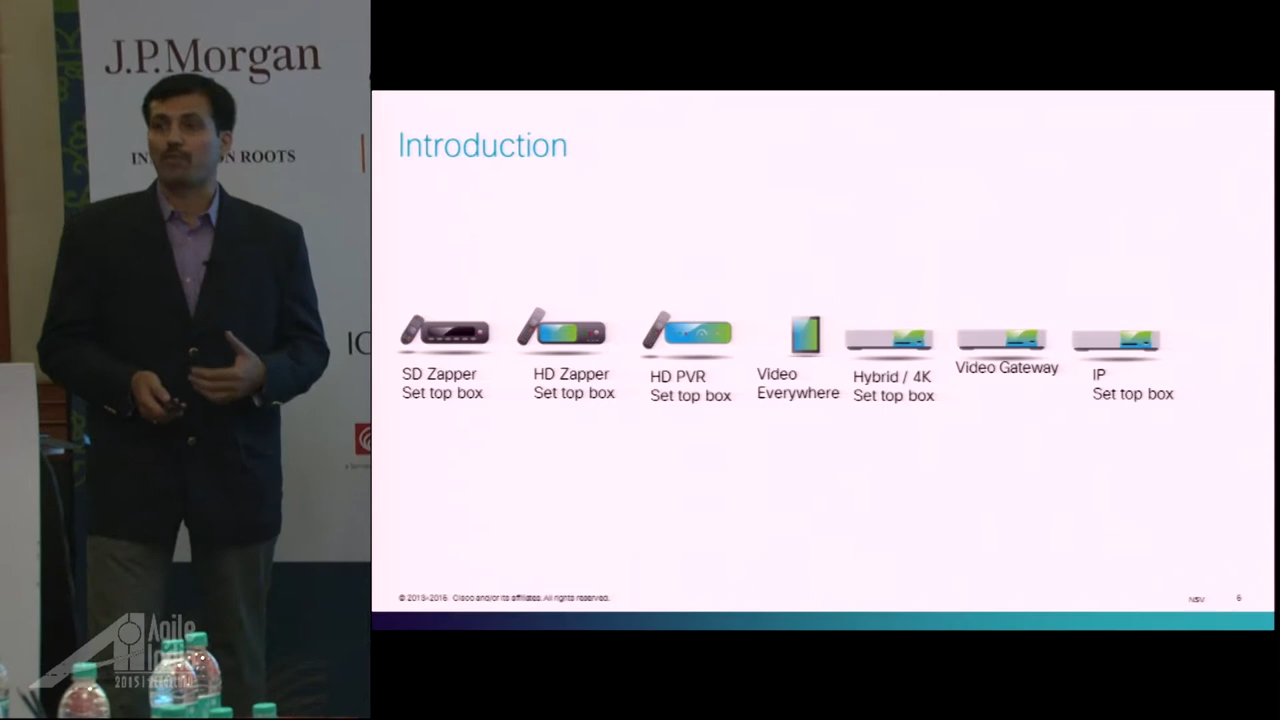 J.P.Morgan
ON ROOTS
Introduction
SD Zapper
Set top box
HD Zapper
Set top box
HD PVR
Set top box
Video
Everywhere
Hybrid / 4K
Set top box
Video Gateway
IP
Set top box
© 2013-2015 Cisco and/or its affiliates. All rights reserved.
6
Agile
2015